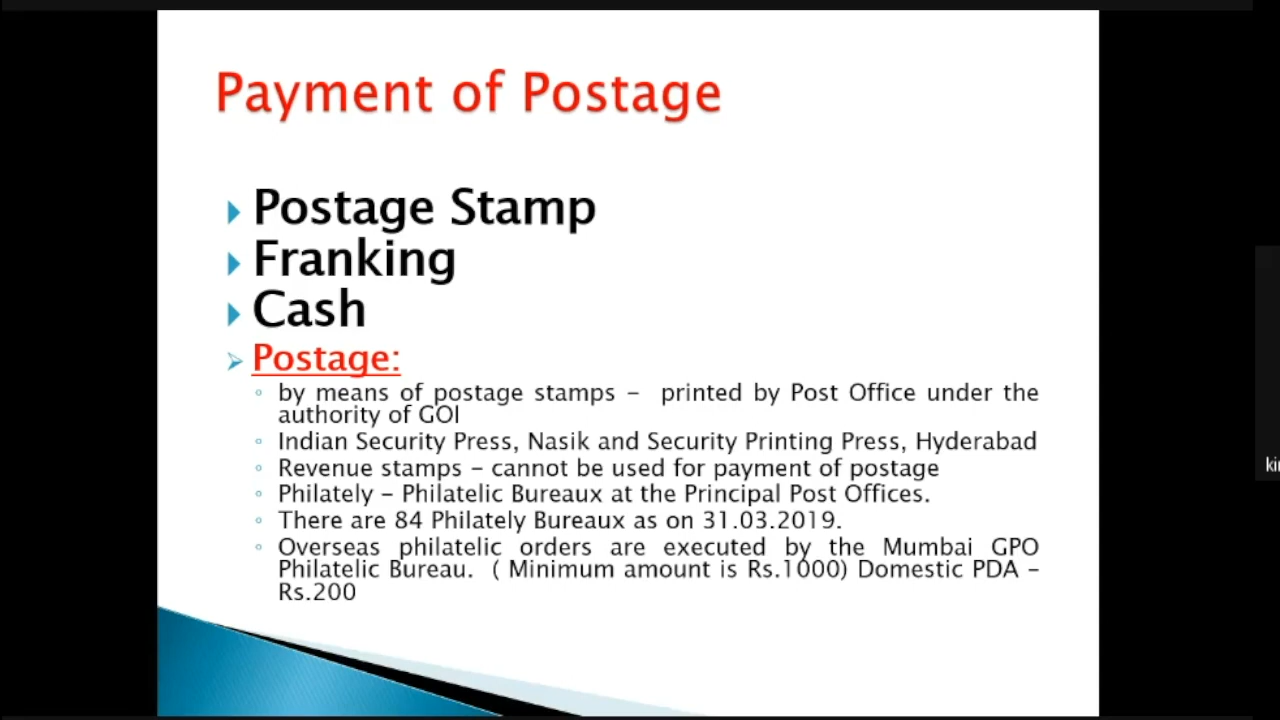 Payment of Postage
Postage Stamp
Franking
Cash
Postage:
by means of postage stamps – printed by Post Office under the
authority of GOI
Indian Security Press, Nasik and Security Printing Press, Hyderabad
Revenue stamps – cannot be used for payment of postage
Philately – Philatelic Bureaux at the Principal Post Offices.
There are 84 Philately Bureaux as on 31.03.2019.
Overseas philatelic orders are executed by the Mumbai GPO
Philatelic Bureau. ( Minimum amount is Rs.1000) Domestic PDA –
Rs.200